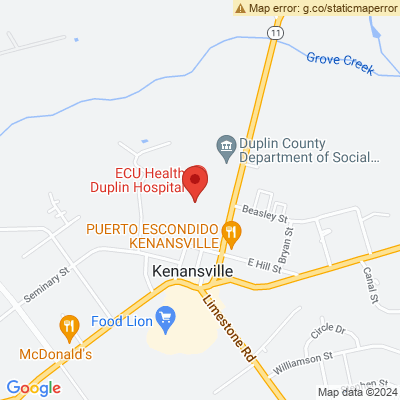 Map error: g.co/staticmaperror
Grove Creek
11
Duplin County
Department of Social...
ECU Health
Duplin Hospital
Beasley St
PUERTO ESCONDIDO
KENANSVILLE
E Hill St
Bryan St
Canal St
Seminary St
Kenansville
Food Lion
Limestone Rd
McDonald's
Circle Dr
Williamson St
Google
Map data ©2024